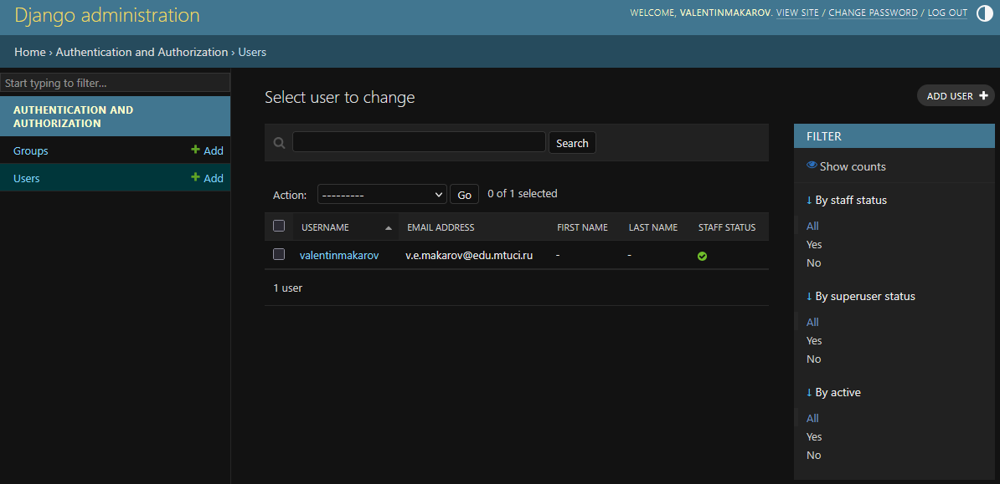 Django administration
WELCOME, VALENTINMAKAROV. VIEW SITE / CHANGE PASSWORD / LOG OUT
Home › Authentication and Authorization › Users
Start typing to filter...
AUTHENTICATION AND
AUTHORIZATION
Groups + Add
Users + Add
Select user to change
ADD USER +
Search
Action: --------- Go 0 of 1 selected
USERNAME EMAIL ADDRESS FIRST NAME LAST NAME STAFF STATUS
valentinmakarov v.e.makarov@edu.mtuci.ru - -
1 user
FILTER
Show counts
↓ By staff status
All
Yes
No
↓ By superuser status
All
Yes
No
↓ By active
All
Yes
No